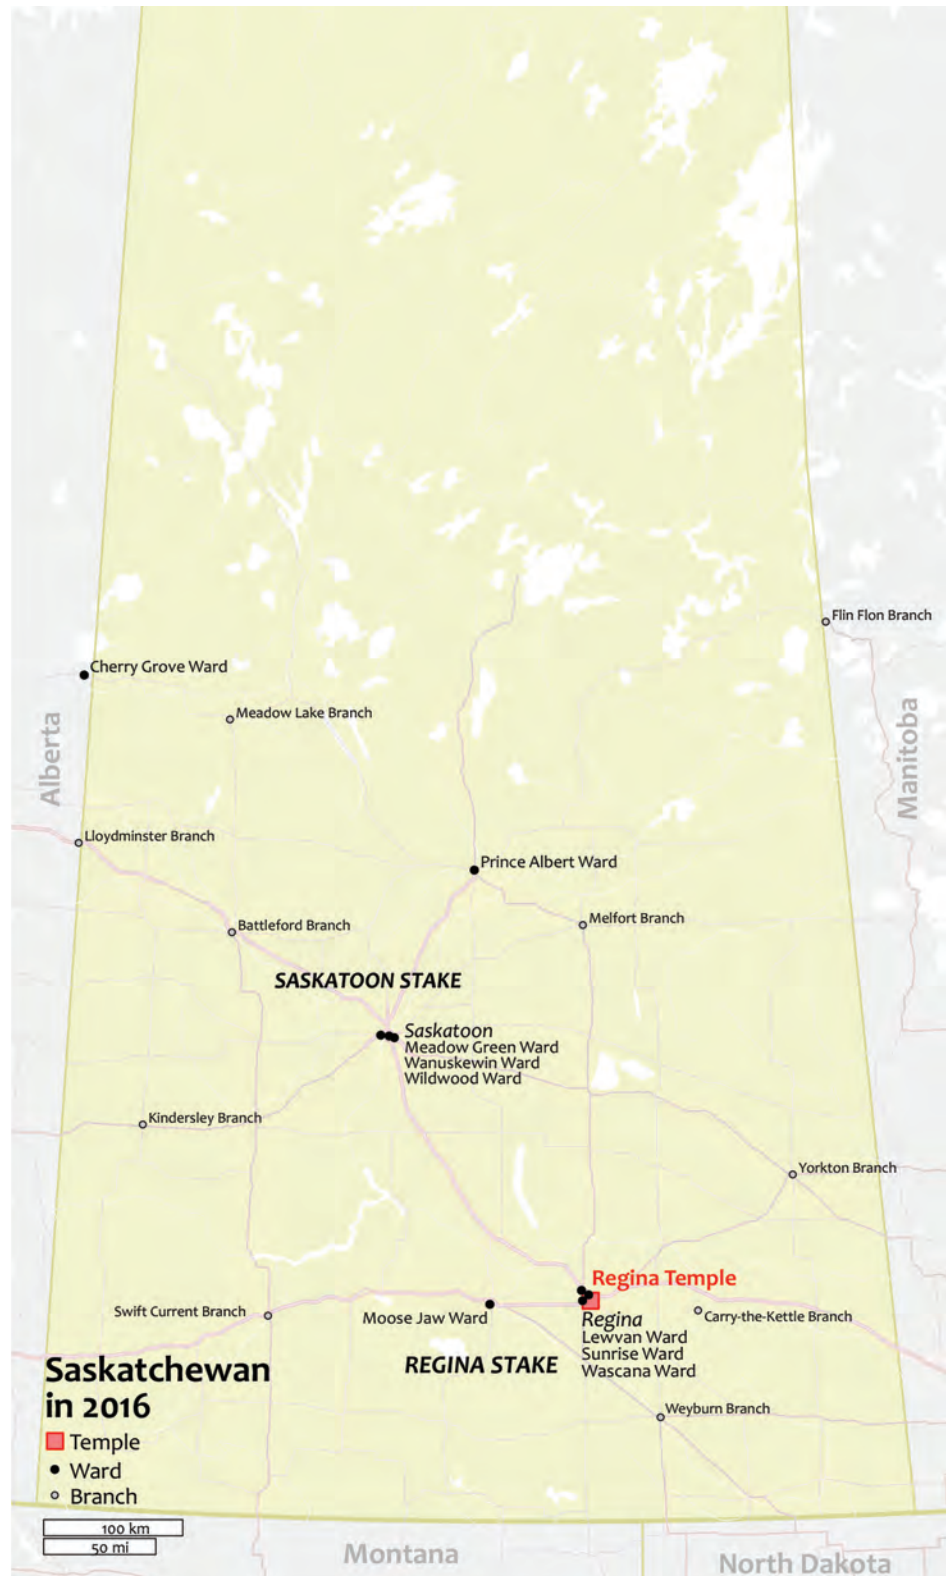 Flin Flon Branch
Cherry Grove Ward
Meadow Lake Branch
Alberta
Manitoba
Lloydminster Branch
Prince Albert Ward
Melfort Branch
Battleford Branch
SASKATOON STAKE
Saskatoon
Meadow Green Ward
Wanuskewin Ward
Wildwood Ward
Kindersley Branch
Yorkton Branch
Regina Temple
Swift Current Branch
Moose Jaw Ward
Carry-the-Kettle Branch
Regina
Lewvan Ward
Sunrise Ward
Wascana Ward
REGINA STAKE
Weyburn Branch
Saskatchewan
in 2016
Temple
Ward
Branch
100 km
50 mi
Montana
North Dakota